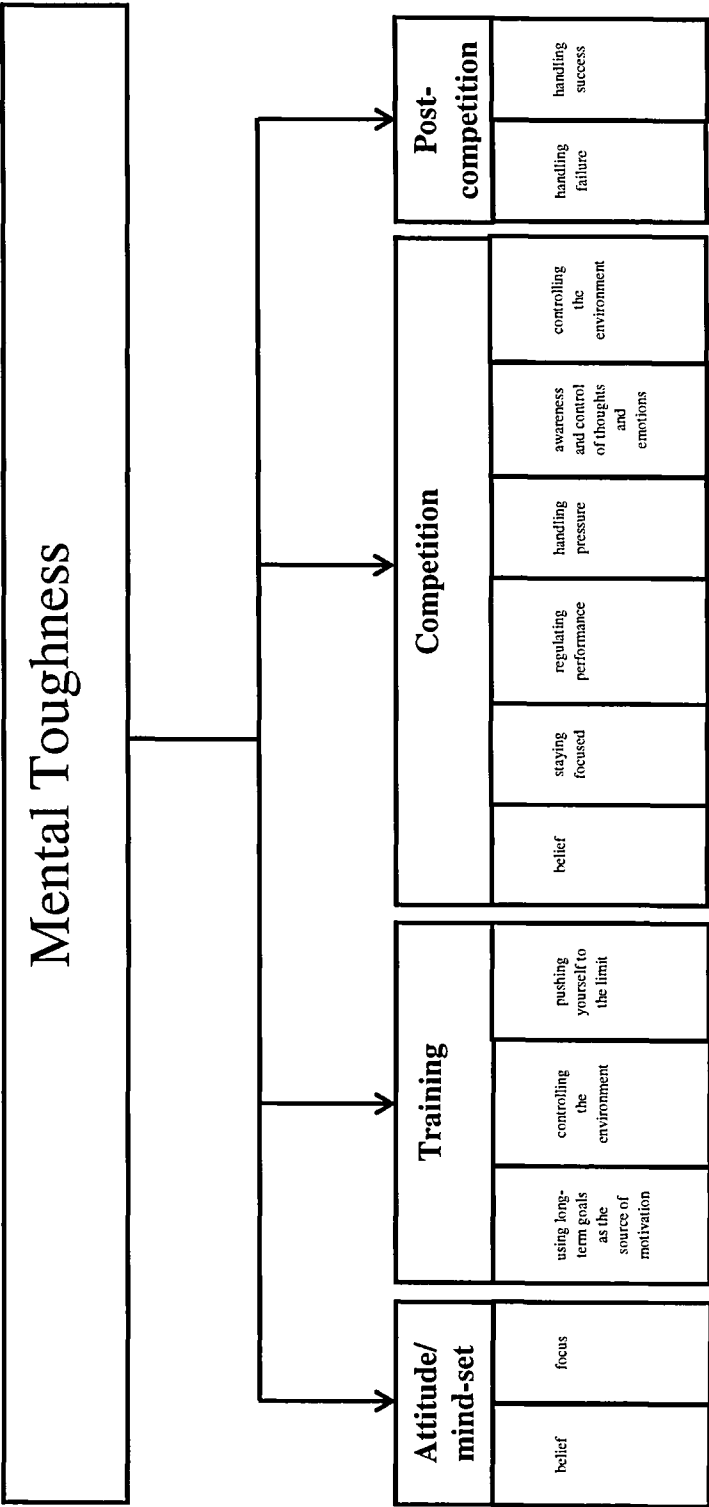 Mental Toughness
Attitude/
mind-set
belief
focus
Training
using long-
term goals
as the
source of
motivation
controlling
the
environment
pushing
yourself to
the limit
Competition
belief
staying
focused
regulating
performance
handling
pressure
awareness
and control
of thoughts
and
emotions
controlling
the
environment
Post-
competition
handling
failure
handling
success